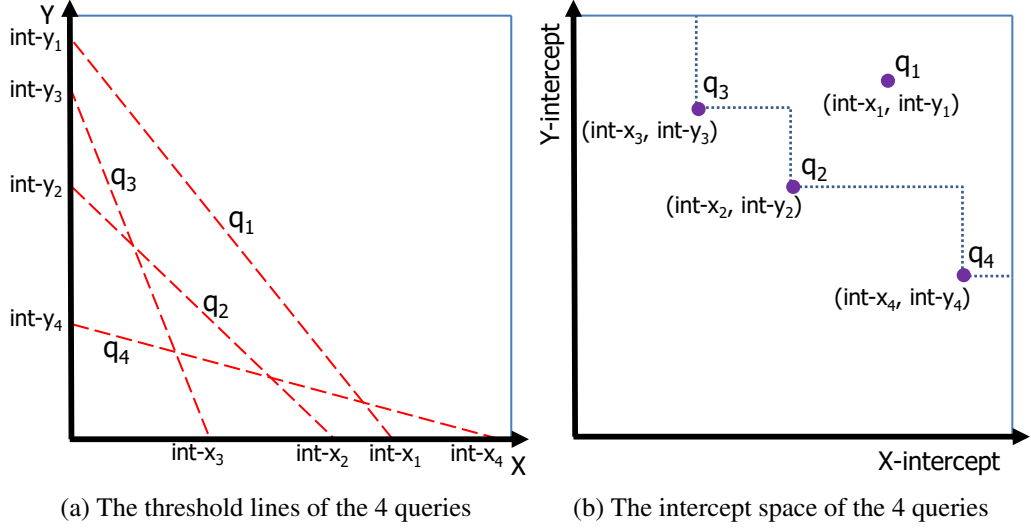 Y
int-y₁
int-y₃
q₃
int-y₂
q₁
q₂
int-y₄
q₄
int-x₃
int-x₂
int-x₁
int-x₄
X
(a) The threshold lines of the 4 queries
Y-intercept
q₁
(int-x₁, int-y₁)
q₃
(int-x₃, int-y₃)
q₂
(int-x₂, int-y₂)
q₄
(int-x₄, int-y₄)
X-intercept
(b) The intercept space of the 4 queries